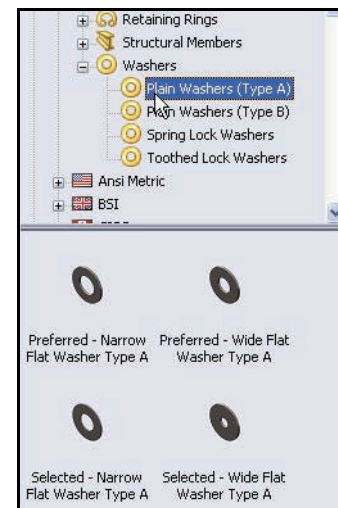 Retaining Rings
Structural Members
Washers
Plain Washers (Type A)
Plain Washers (Type B)
Spring Lock Washers
Toothed Lock Washers
Ansi Metric
BSI
Preferred - Narrow
Flat Washer Type A
Preferred - Wide Flat
Washer Type A
Selected - Narrow
Flat Washer Type A
Selected - Wide Flat
Washer Type A